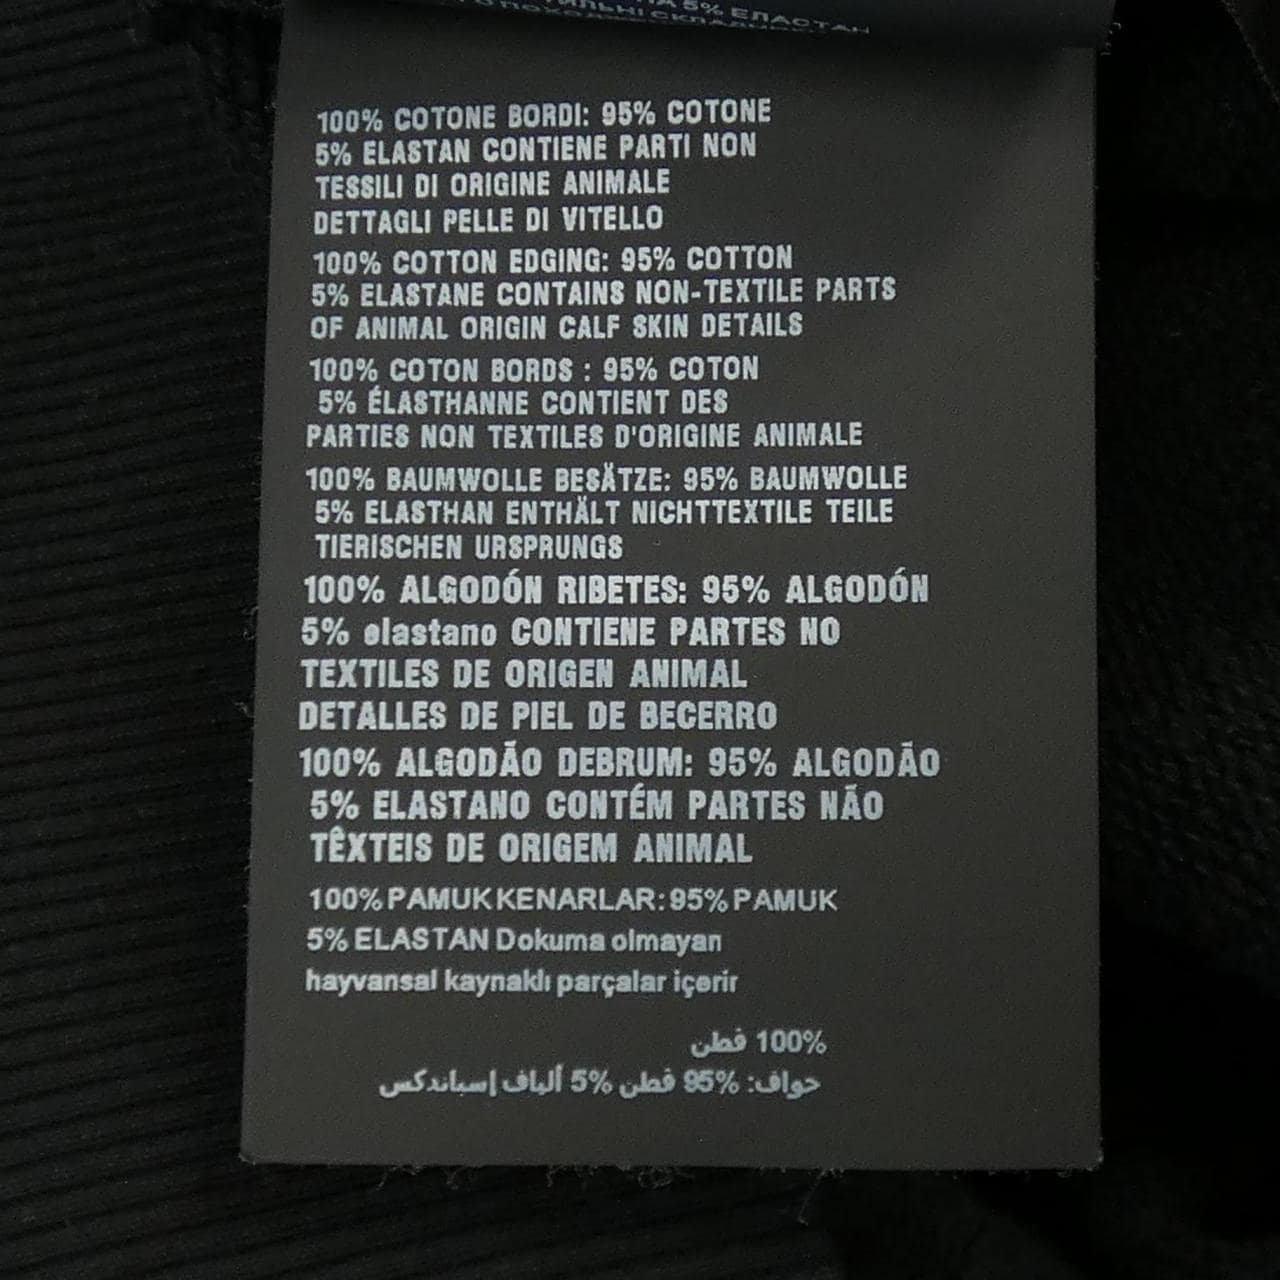 5% ЕЛАСТАН
100% COTONE BORDI: 95% COTONE
5% ELASTAN CONTIENE PARTI NON
TESSILI DI ORIGINE ANIMALE
DETTAGLI PELLE DI VITELLO
100% COTTON EDGING: 95% COTTON
5% ELASTANE CONTAINS NON-TEXTILE PARTS
OF ANIMAL ORIGIN CALF SKIN DETAILS
100% COTON BORDS : 95% COTON
5% ÉLASTHANNE CONTIENT DES
PARTIES NON TEXTILES D'ORIGINE ANIMALE
100% BAUMWOLLE BESÄTZE: 95% BAUMWOLLE
5% ELASTHAN ENTHÄLT NICHTTEXTILE TEILE
TIERISCHEN URSPRUNGS
100% ALGODÓN RIBETES: 95% ALGODÓN
5% elastano CONTIENE PARTES NO
TEXTILES DE ORIGEN ANIMAL
DETALLES DE PIEL DE BECERRO
100% ALGODÃO DEBRUM: 95% ALGODÃO
5% ELASTANO CONTÉM PARTES NÃO
TÊXTEIS DE ORIGEM ANIMAL
100% PAMUK KENARLAR: 95% PAMUK
5% ELASTAN Dokuma olmayan
hayvansal kaynaklı parçalar içerir
100% قطن
حواف: 95% قطن 5% ألياف إسباندكس